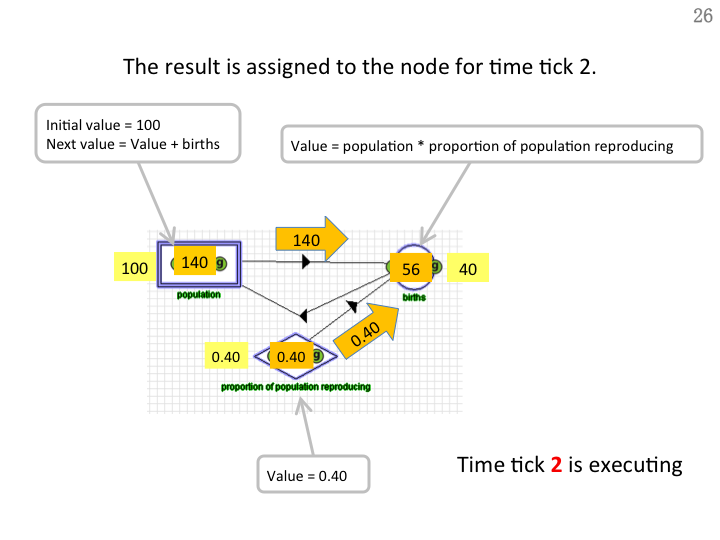 26
The result is assigned to the node for time tick 2.
Initial value = 100
Next value = Value + births
Value = population * proportion of population reproducing
140
100
140
g
56
g
40
population
births
0.40
0.40
0.40
g
proportion of population reproducing
Value = 0.40
Time tick 2 is executing